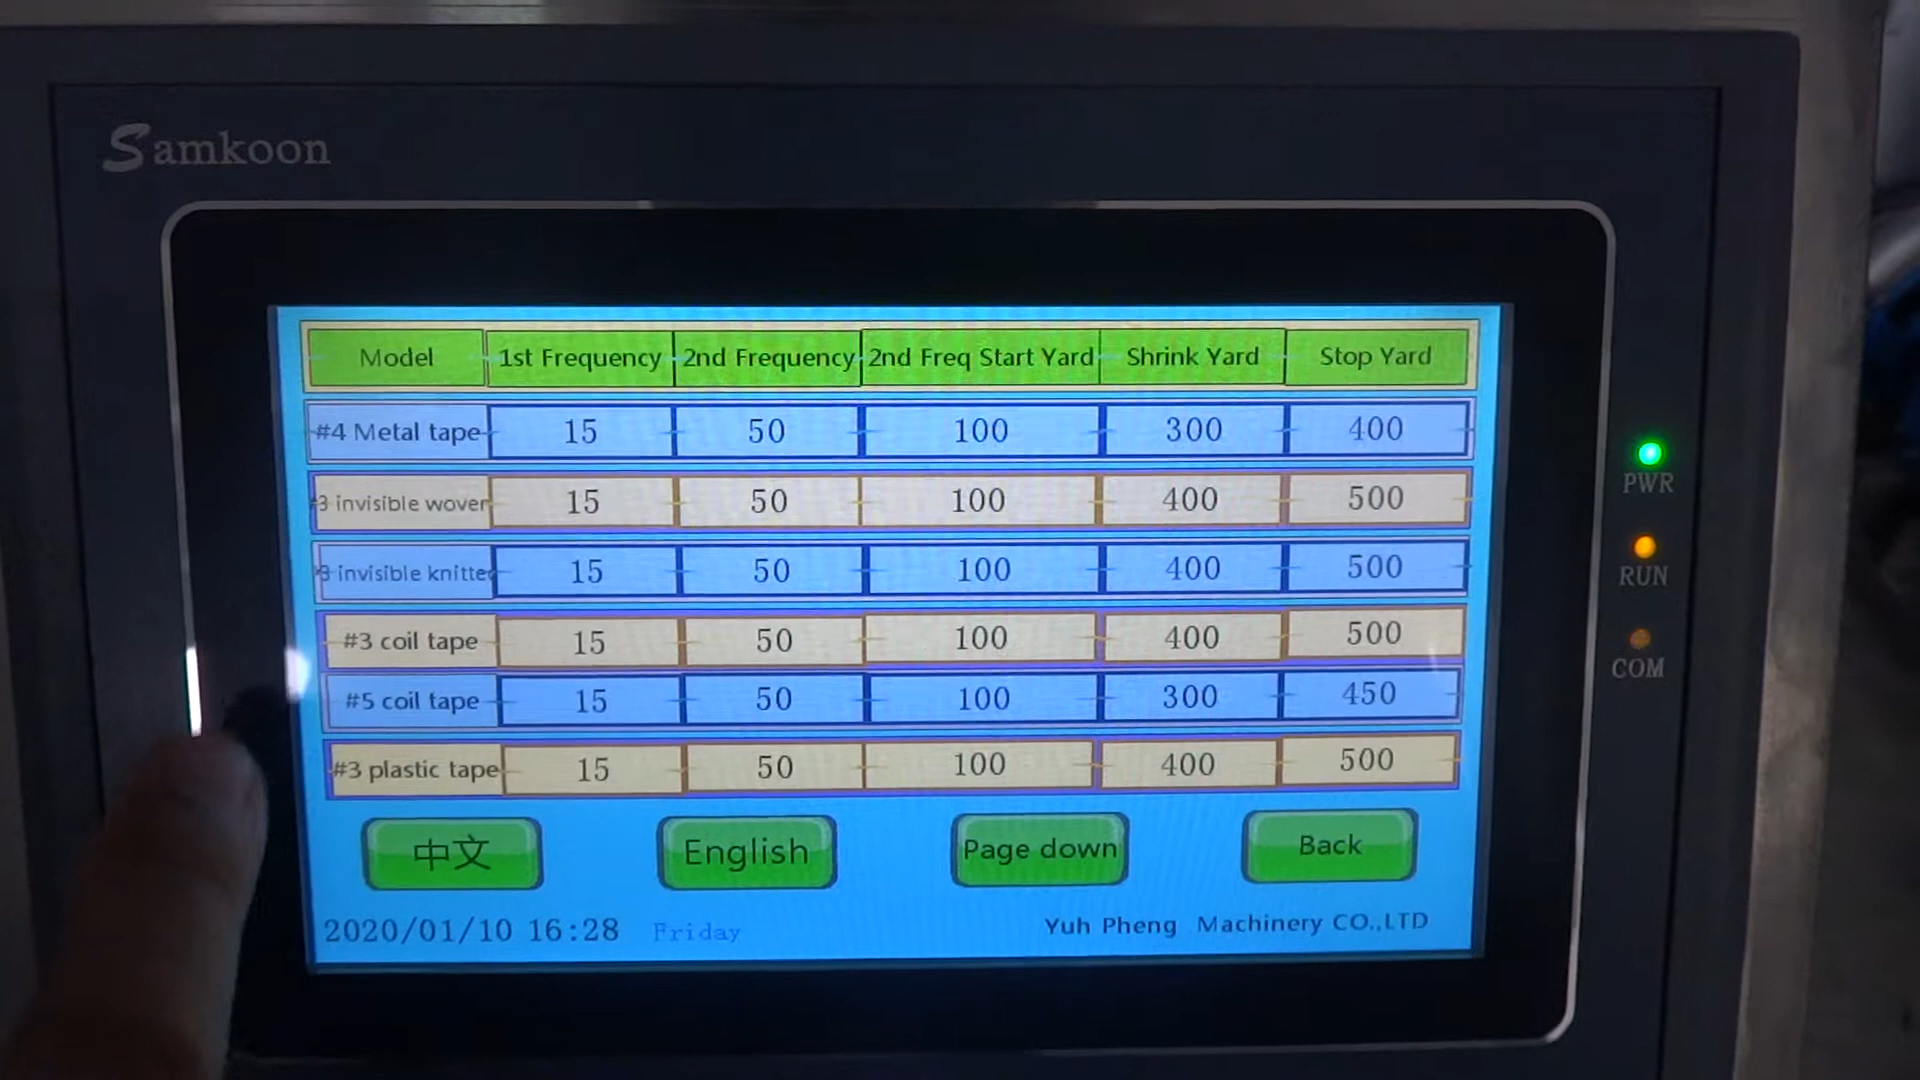 Samkoon
Model 1st Frequency 2nd Frequency 2nd Freq Start Yard Shrink Yard Stop Yard
#4 Metal tape 15 50 100 300 400
3 invisible woven 15 50 100 400 500
3 invisible knitted 15 50 100 400 500
#3 coil tape 15 50 100 400 500
#5 coil tape 15 50 100 300 450
#3 plastic tape 15 50 100 400 500
中文 English Page down Back
2020/01/10 16:28 Friday Yuh Pheng Machinery CO.,LTD
PWR
RUN
COM